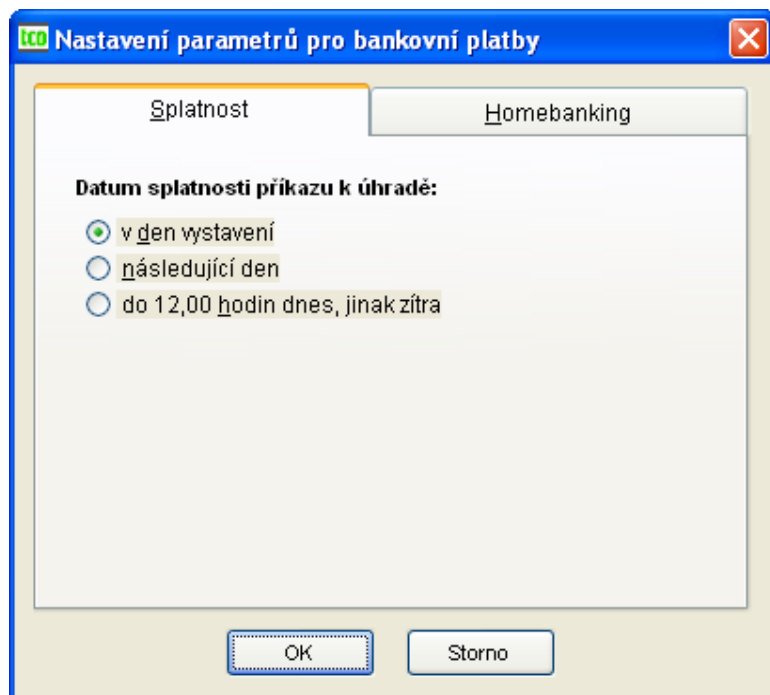 tco Nastavení parametrů pro bankovní platby
Splatnost
Homebanking
Datum splatnosti příkazu k úhradě:
v den vystavení
následující den
do 12,00 hodin dnes, jinak zítra
OK
Storno